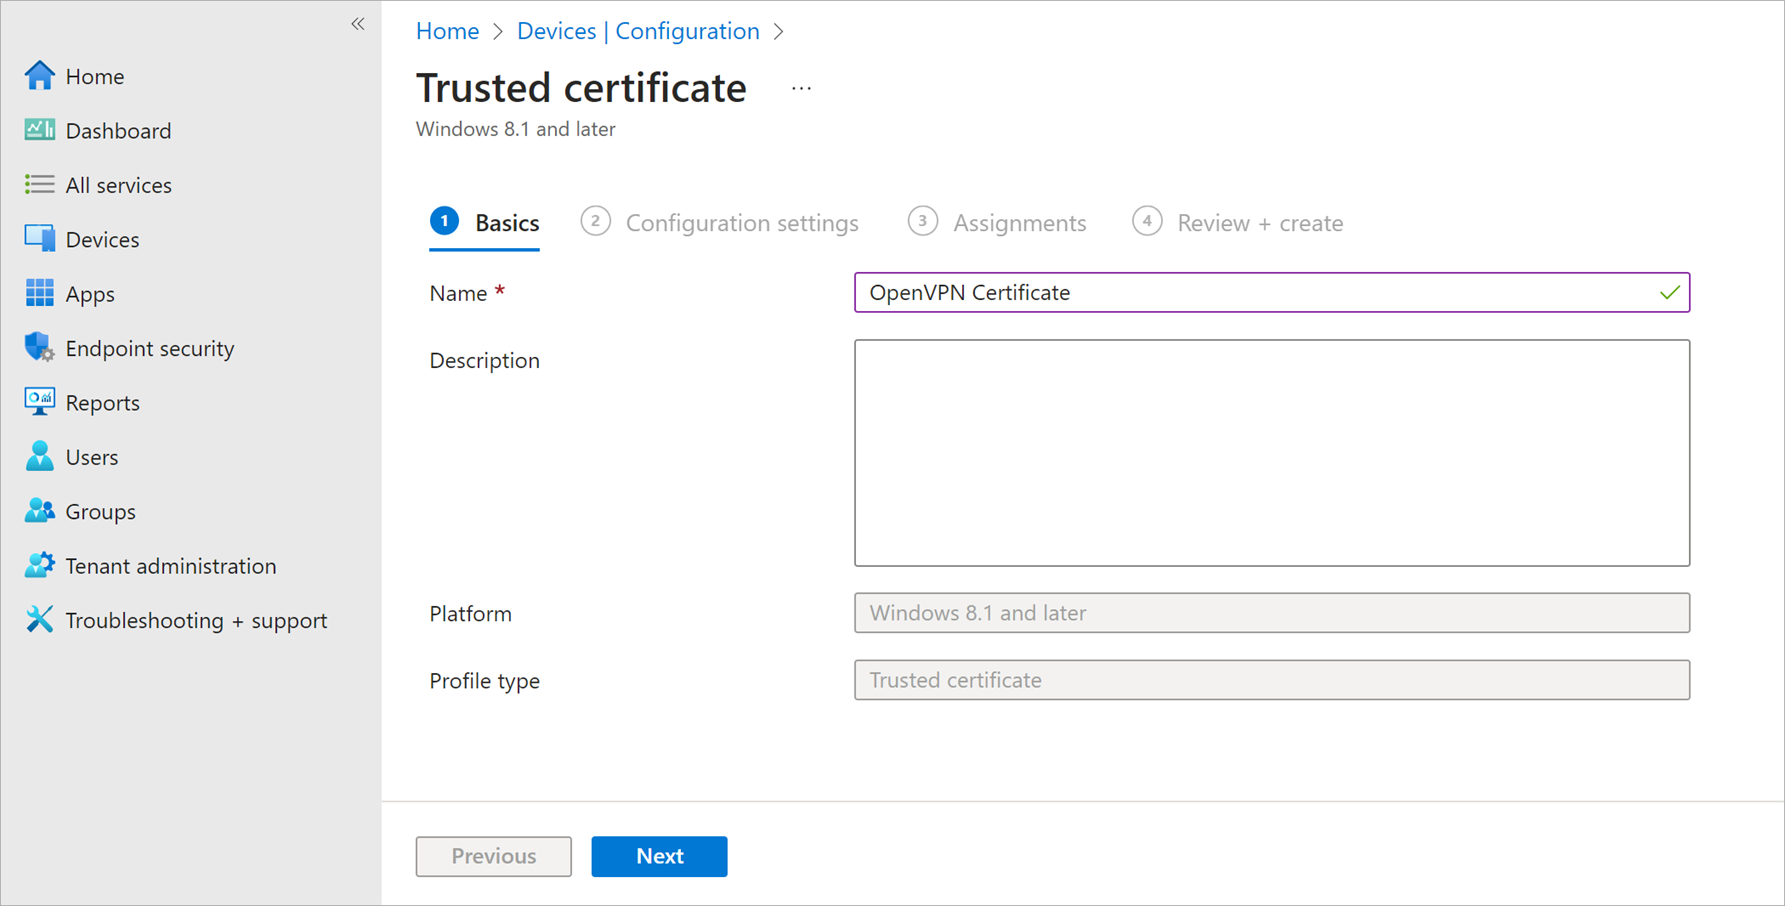 Home
Dashboard
All services
Devices
Apps
Endpoint security
Reports
Users
Groups
Tenant administration
Troubleshooting + support
Home > Devices | Configuration >
Trusted certificate ...
Windows 8.1 and later
1 Basics 2 Configuration settings 3 Assignments 4 Review + create
Name * OpenVPN Certificate
Description
Platform Windows 8.1 and later
Profile type Trusted certificate
Previous Next